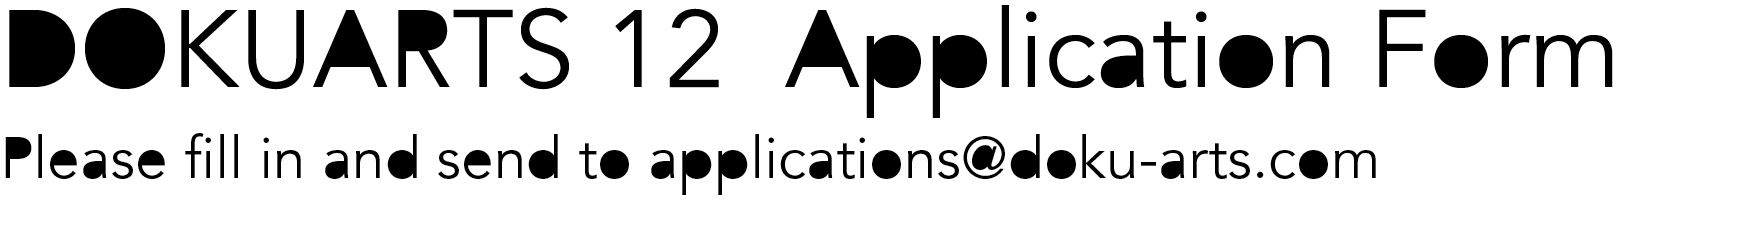 DOKUARTS 12 Application Form
Please fill in and send to applications@doku-arts.com